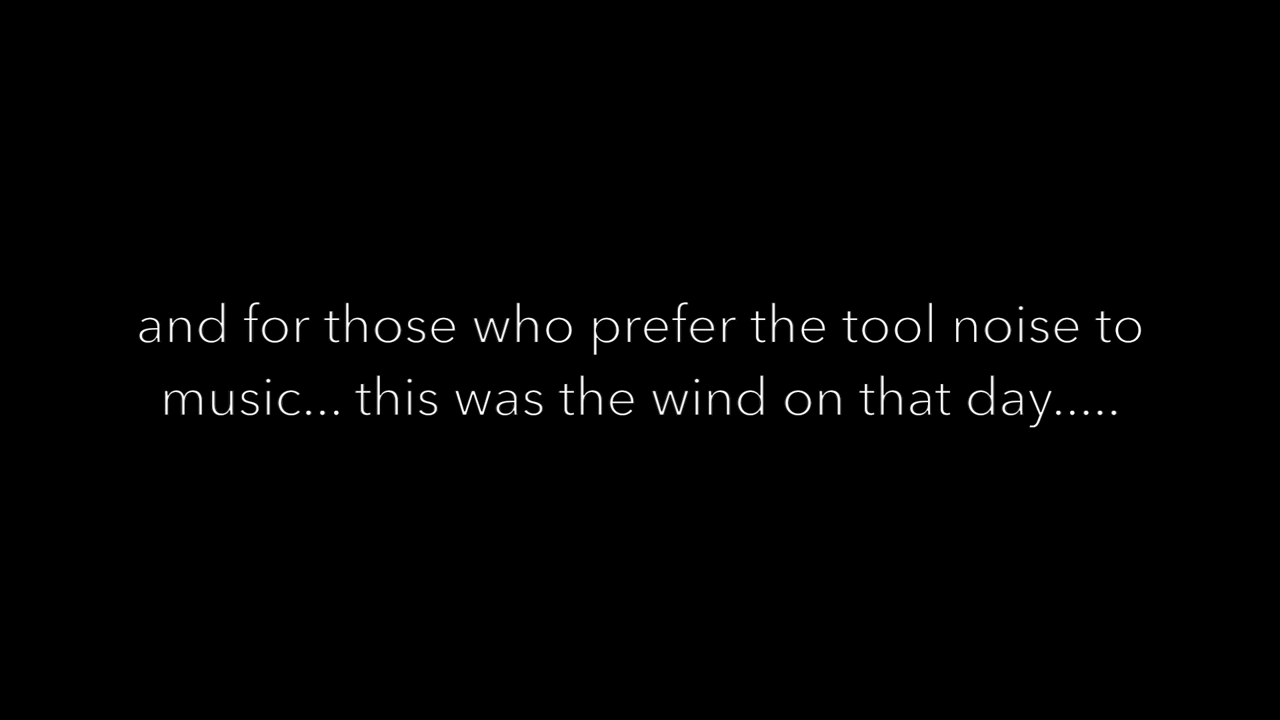 and for those who prefer the tool noise to
music... this was the wind on that day.....